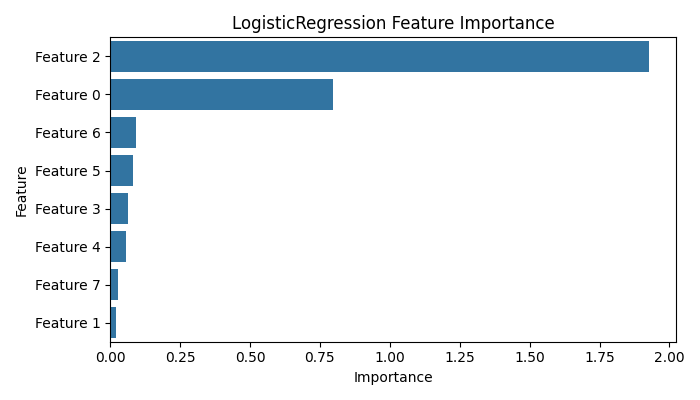 LogisticRegression Feature Importance
Feature 2
Feature 0
Feature 6
Feature 5
Feature 3
Feature 4
Feature 7
Feature 1
Feature
0.00 0.25 0.50 0.75 1.00 1.25 1.50 1.75 2.00
Importance